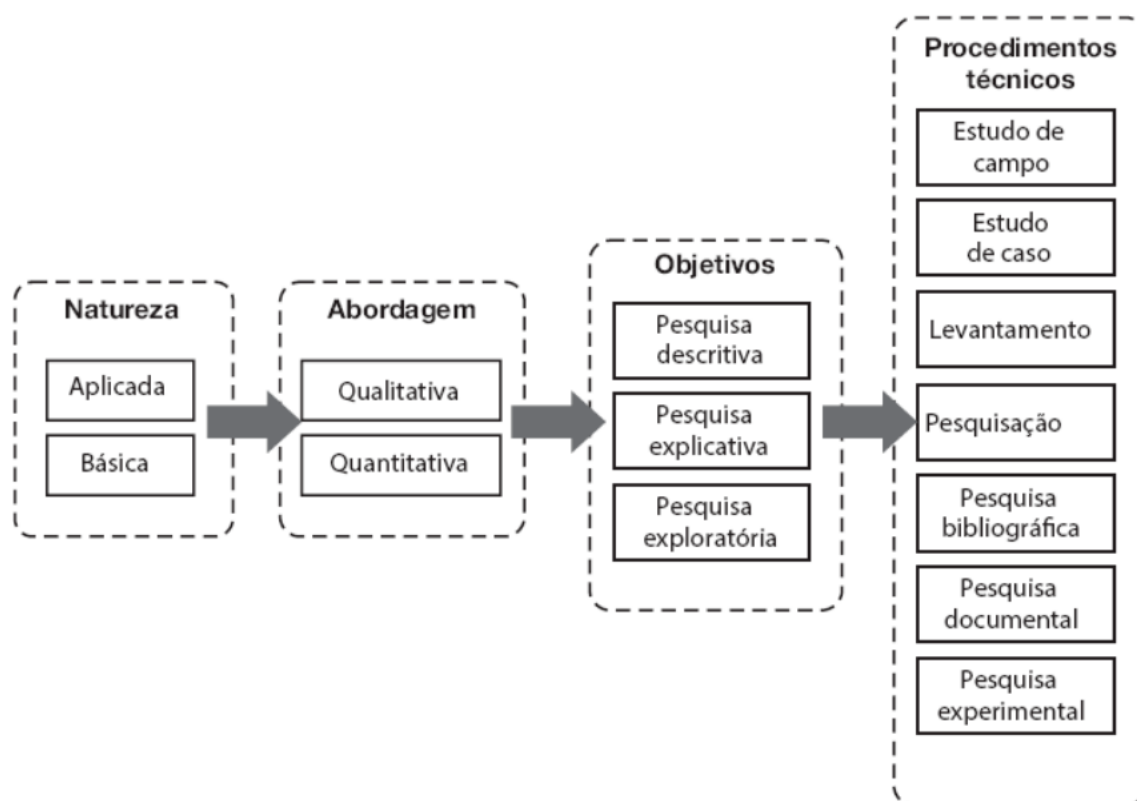 Natureza
Aplicada
Básica
Abordagem
Qualitativa
Quantitativa
Objetivos
Pesquisa
descritiva
Pesquisa
explicativa
Pesquisa
exploratória
Procedimentos
técnicos
Estudo de
campo
Estudo
de caso
Levantamento
Pesquisação
Pesquisa
bibliográfica
Pesquisa
documental
Pesquisa
experimental